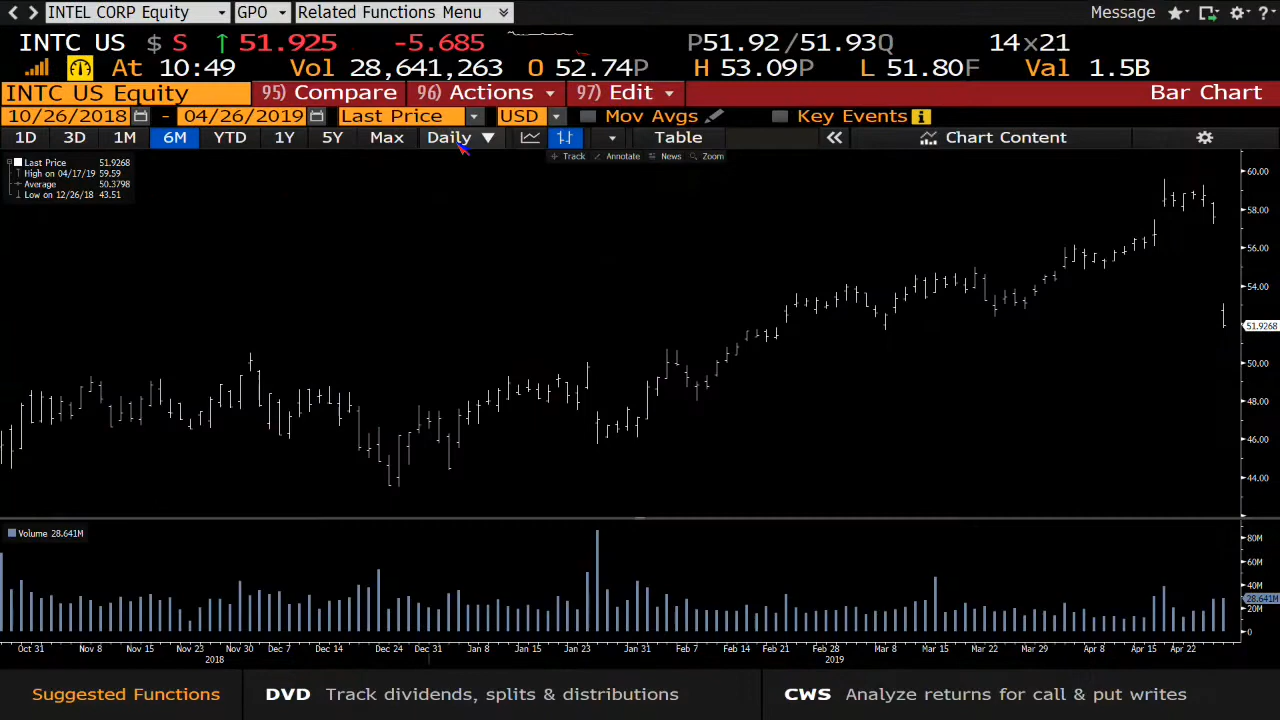 INTEL CORP Equity GPO Related Functions Menu Message ?
INTC US $ S ↑ 51.925 -5.685 P51.92 /51.93Q 14x21
At 10:49 Vol 28,641,263 O 52.74P H 53.09P L 51.80F Val 1.5B
INTC US Equity 95) Compare 96) Actions 97) Edit Bar Chart
10/26/2018 - 04/26/2019 Last Price USD Mov Avgs Key Events i
1D 3D 1M 6M YTD 1Y 5Y Max Daily ▼ Table « Chart Content
Track Annotate News Zoom
Last Price 51.9268
High on 04/17/19 59.59
Average 50.3798
Low on 12/26/18 43.51
60.00
58.00
56.00
54.00
51.9268
50.00
48.00
46.00
44.00
Volume 28.641M
80M
60M
40M
28.641M
20M
0
Oct 31 Nov 8 Nov 15 Nov 23 Nov 30 Dec 7 Dec 14 Dec 24 Dec 31 Jan 8 Jan 15 Jan 23 Jan 31 Feb 7 Feb 14 Feb 21 Feb 28 Mar 8 Mar 15 Mar 22 Mar 29 Apr 8 Apr 15 Apr 22
2018 2019
Suggested Functions DVD Track dividends, splits & distributions CWS Analyze returns for call & put writes